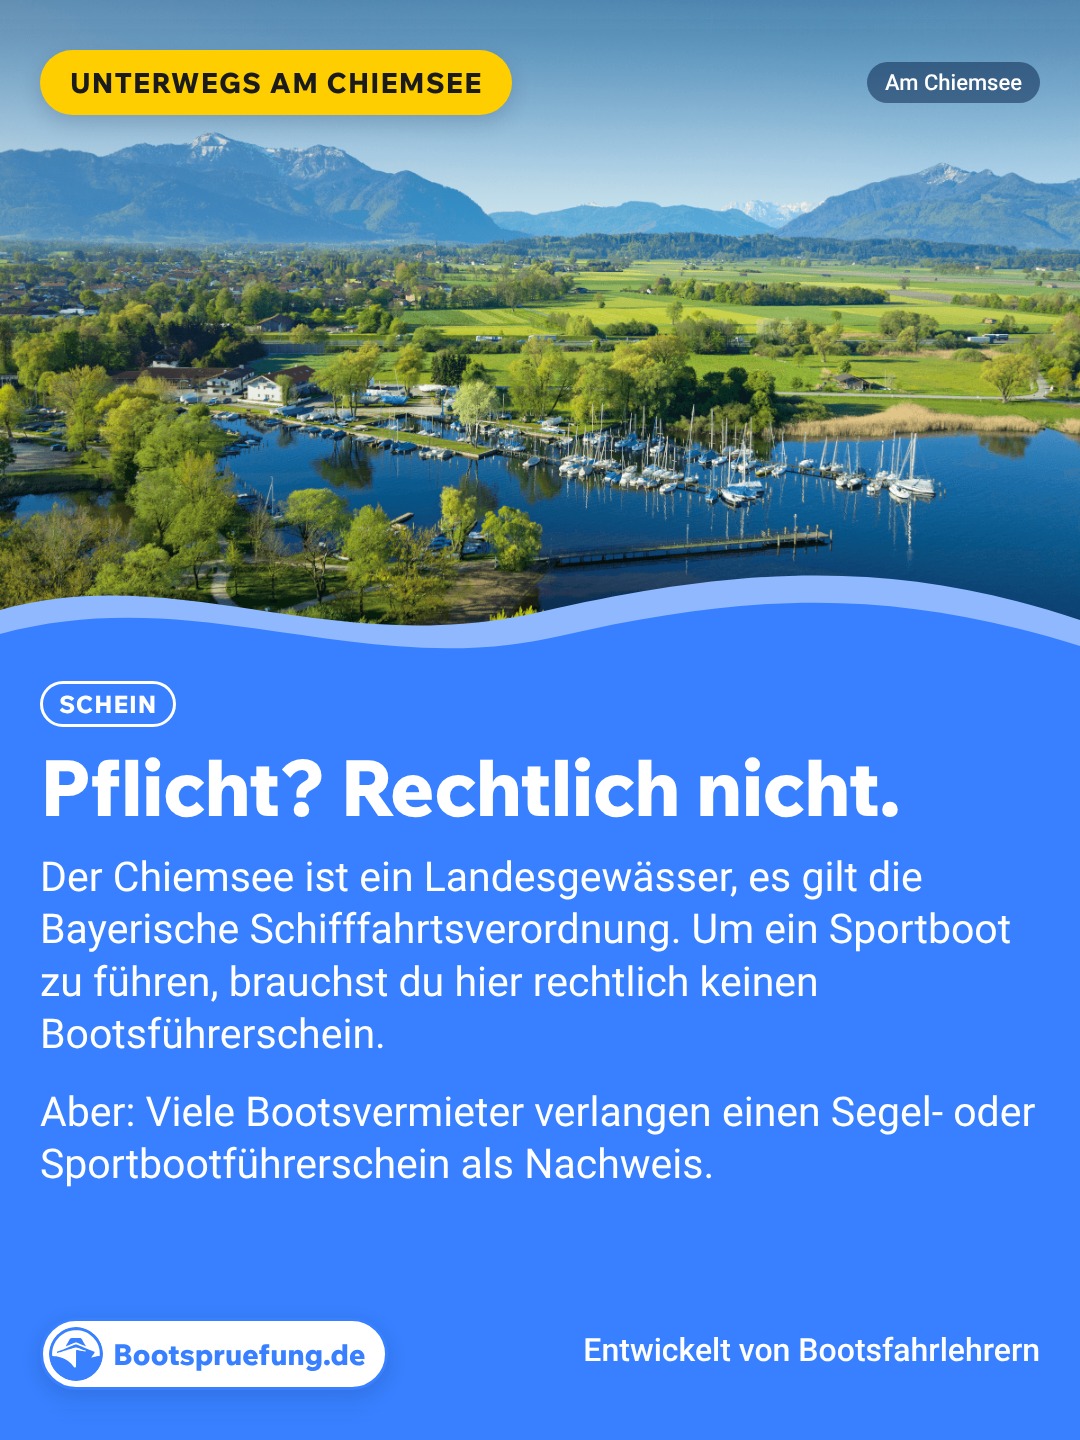 UNTERWEGS AM CHIEMSEE
Am Chiemsee
SCHEIN
Pflicht? Rechtlich nicht.
Der Chiemsee ist ein Landesgewässer, es gilt die
Bayerische Schifffahrtsverordnung. Um ein Sportboot
zu führen, brauchst du hier rechtlich keinen
Bootsführerschein.
Aber: Viele Bootsvermieter verlangen einen Segel- oder
Sportbootführerschein als Nachweis.
Bootspruefung.de
Entwickelt von Bootsfahrlehrern